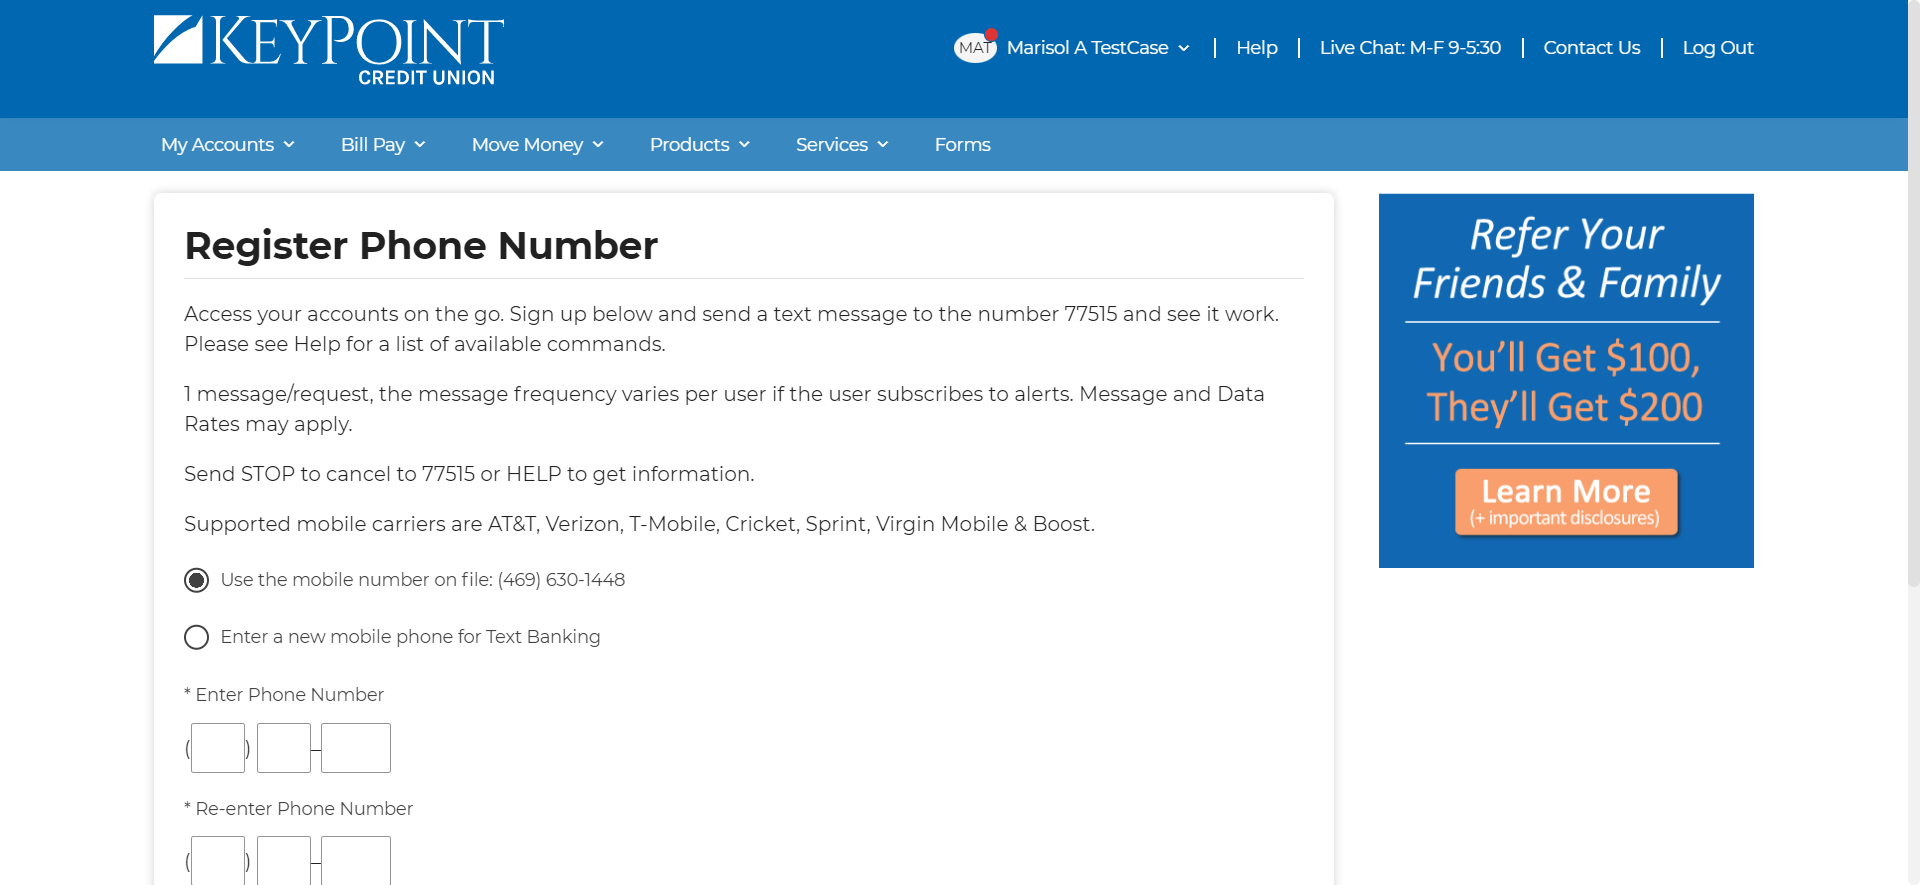 KEYPOINT
CREDIT UNION
MAT Marisol A TestCase | Help | Live Chat: M-F 9-5:30 | Contact Us | Log Out
My Accounts Bill Pay Move Money Products Services Forms
Register Phone Number
Access your accounts on the go. Sign up below and send a text message to the number 77515 and see it work.
Please see Help for a list of available commands.
1 message/request, the message frequency varies per user if the user subscribes to alerts. Message and Data
Rates may apply.
Send STOP to cancel to 77515 or HELP to get information.
Supported mobile carriers are AT&T, Verizon, T-Mobile, Cricket, Sprint, Virgin Mobile & Boost.
Use the mobile number on file: (469) 630-1448
Enter a new mobile phone for Text Banking
* Enter Phone Number
( ) –
* Re-enter Phone Number
( ) –
Refer Your
Friends & Family
You'll Get $100,
They'll Get $200
Learn More
(+ important disclosures)